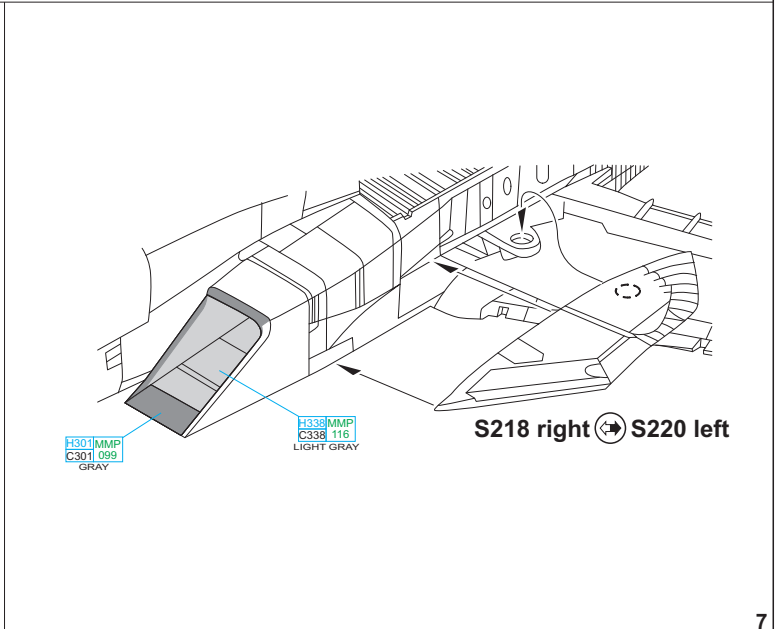 H338 MMP
C338 116
LIGHT GRAY
S218 right S220 left
H301 MMP
C301 099
GRAY
7